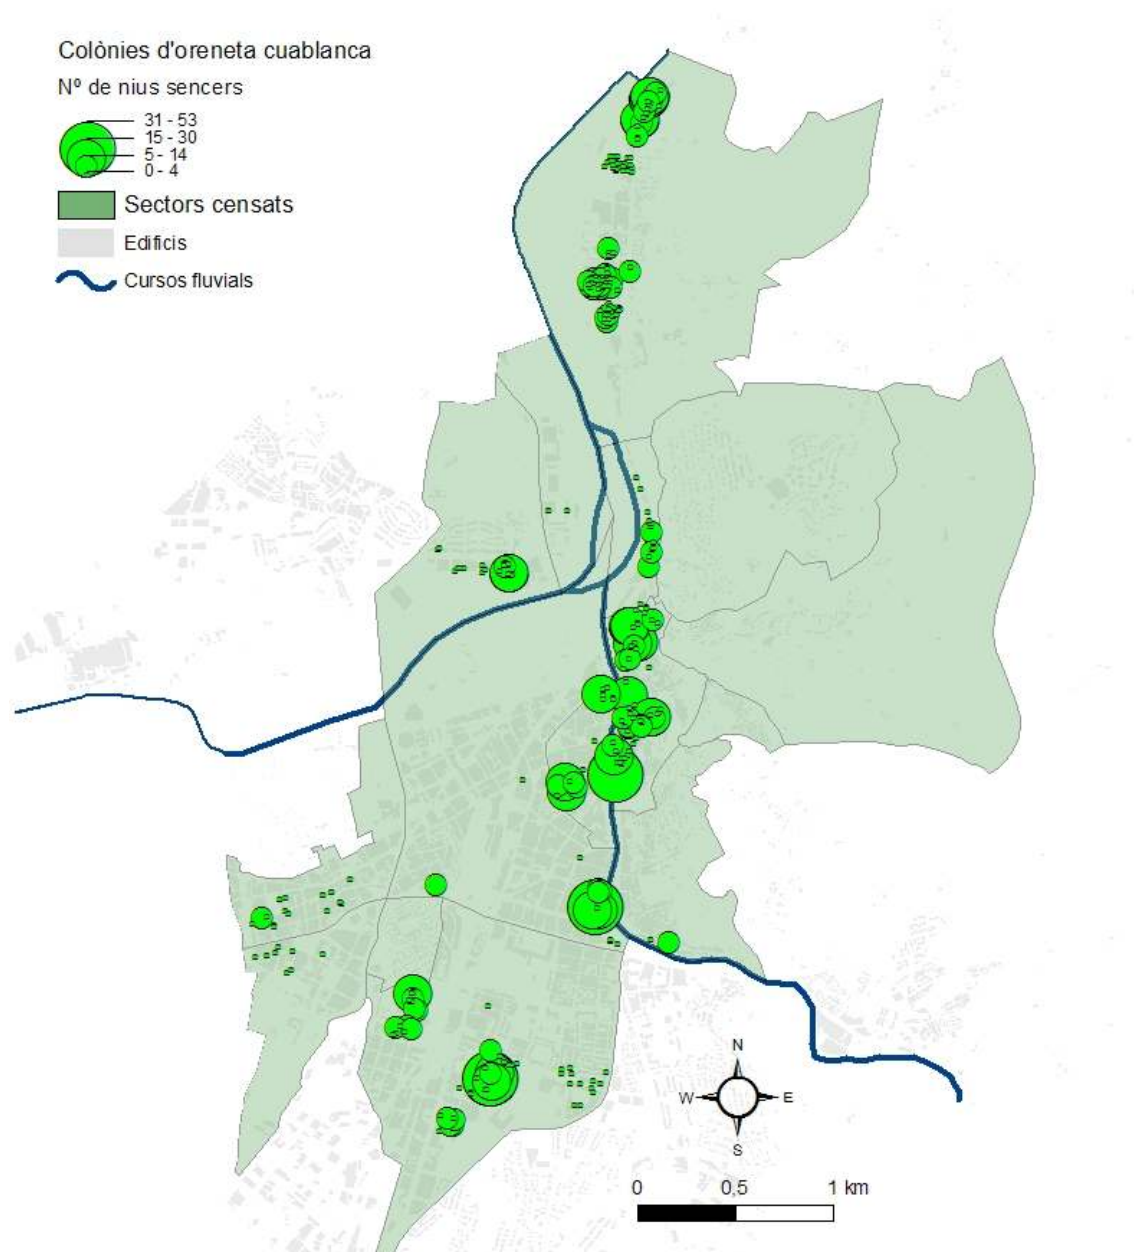 Colònies d'oreneta cuablanca
Nº de nius sencers
31 - 53
15 - 30
5 - 14
0 - 4
Sectors censats
Edificis
Cursos fluvials
N
W E
S
0 0,5 1 km